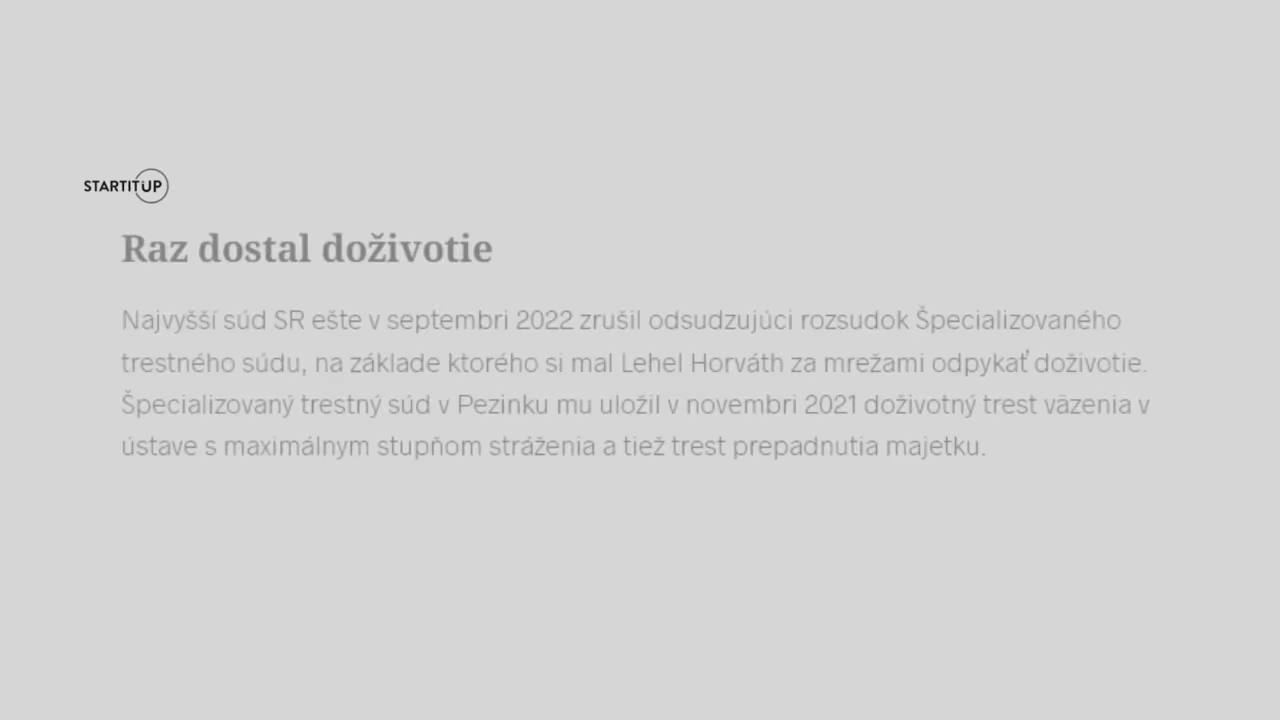 STARTITUP
Raz dostal doživotie
Najvyšší súd SR ešte v septembri 2022 zrušil odsudzujúci rozsudok Špecializovaného
trestného súdu, na základe ktorého si mal Lehel Horváth za mrežami odpykať doživotie.
Špecializovaný trestný súd v Pezinku mu uložil v novembri 2021 doživotný trest väzenia v
ústave s maximálnym stupňom stráženia a tiež trest prepadnutia majetku.